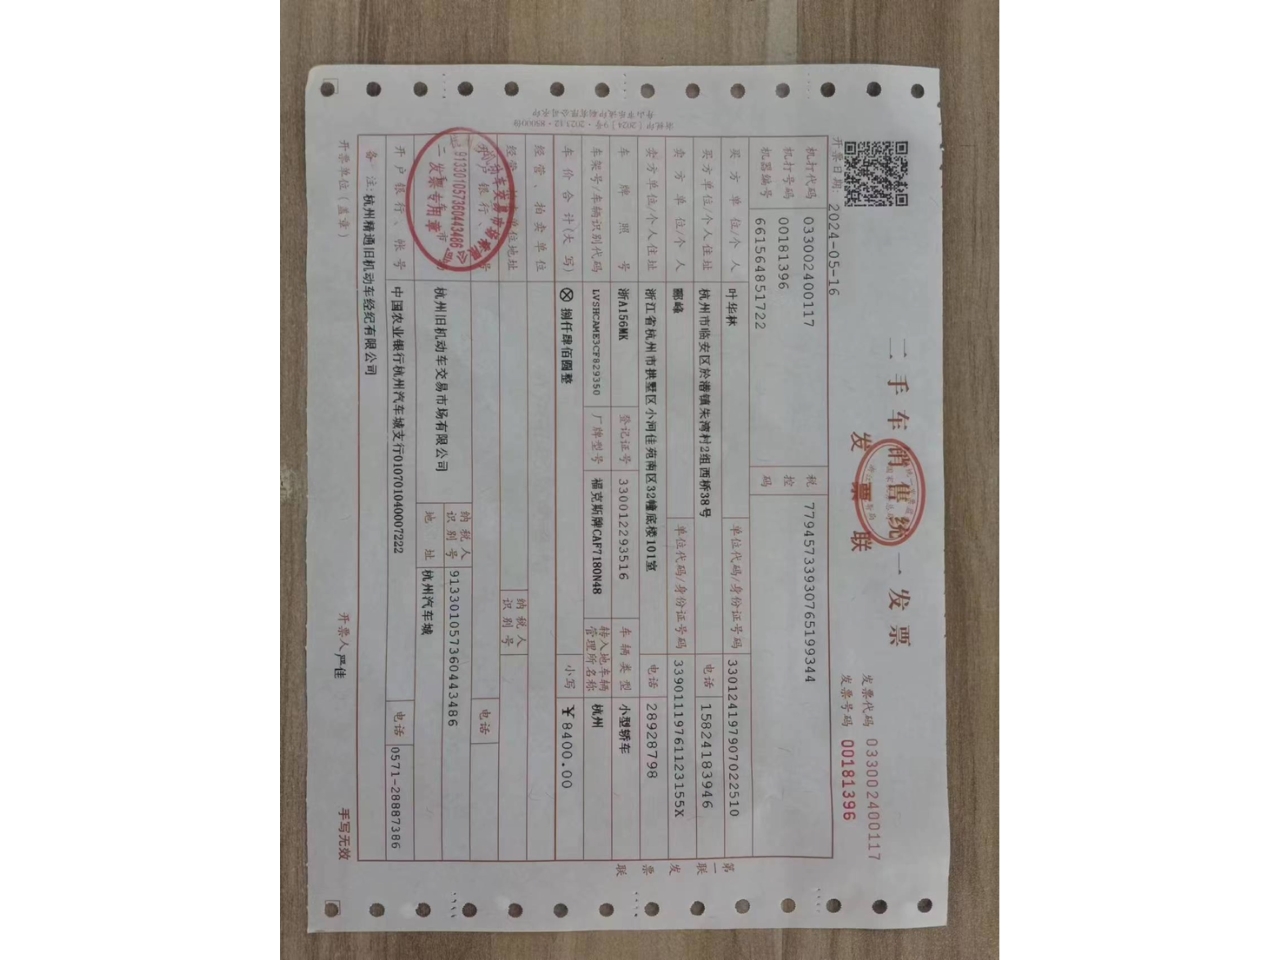 二手车销售统一发票
发票联
发票代码 033002400117
发票号码 00181396
开票日期: 2024-05-16
机打代码 033002400117
机打号码 00181396
机器编号 661564851722
税控码 7794573393076519​9344
买方单位/个人 叶华林 单位代码/身份证号码 330124197907022510
买方单位/个人住址 杭州市临安区於潜镇朱湾村2组西桥38号 电话 15824183946
卖方单位/个人 郦峰 单位代码/身份证号码 33901119761123155X
卖方单位/个人住址 浙江省杭州市拱墅区小河佳苑南区32幢底楼101室 电话 28928798
车牌照号 浙A156MK 登记证号 330012293516 车辆类型 小型轿车
车架号/车辆识别代码 LVSHCAME3CF829350 厂牌型号 福克斯牌CAF7180N48 转入地车辆管理所名称 杭州
车价合计(大写) ⊗捌仟肆佰圆整 小写 ¥8400.00
经营、拍卖单位
经营、拍卖单位地址 纳税人识别号
开户银行、账号 电话
二手车市场 杭州旧机动车交易市场有限公司 纳税人识别号 913301057360443486
地址 杭州汽车城
开户银行、帐号 中国农业银行杭州汽车城支行010701040007222 电话 0571-28887386
备注: 杭州精通旧机动车经纪有限公司
开票单位(盖章) 开票人 严佳 手写无效
第一联 发票联
913301057360443486
发票专用章